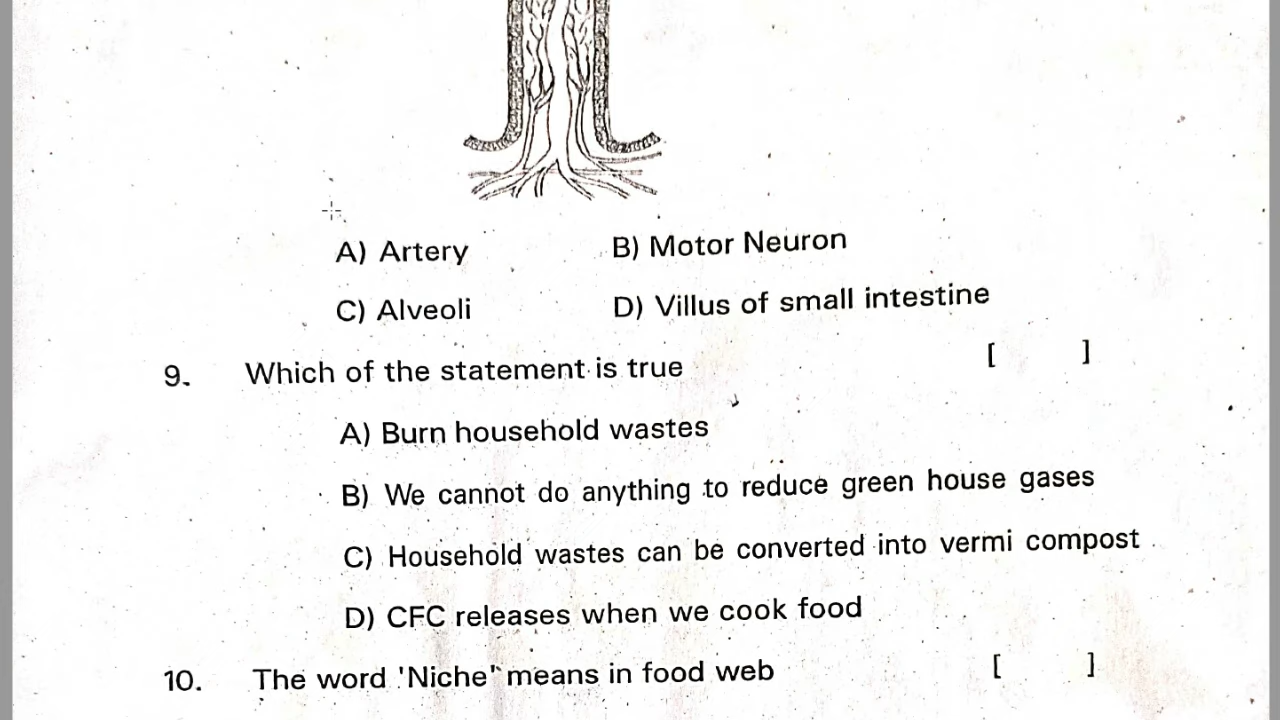 A) Artery B) Motor Neuron
C) Alveoli D) Villus of small intestine
9. Which of the statement is true [ ]
A) Burn household wastes
B) We cannot do anything to reduce green house gases
C) Household wastes can be converted into vermi compost
D) CFC releases when we cook food
10. The word 'Niche' means in food web [ ]